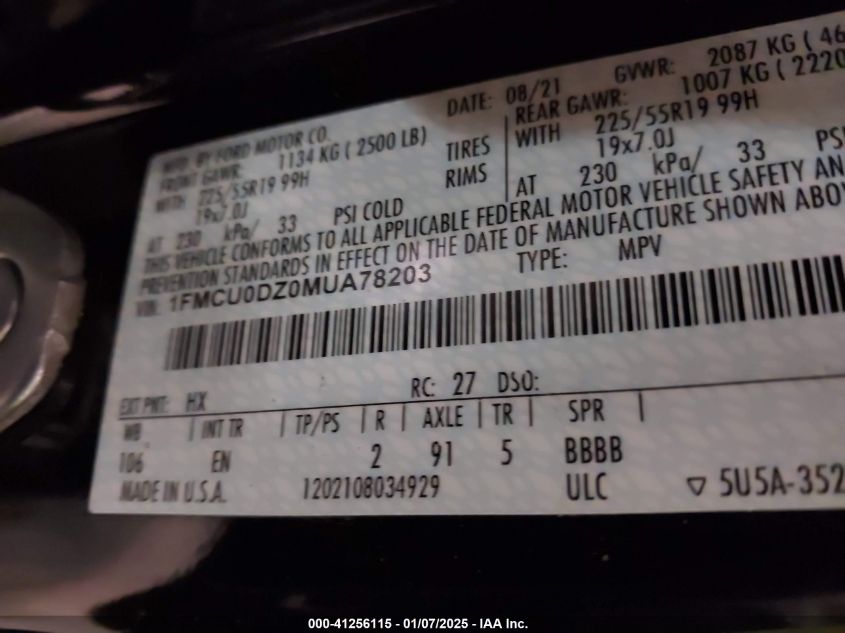 MFD. BY FORD MOTOR CO.
DATE: 08/21
GVWR: 2087 KG ( 46
FRONT GAWR: 1134 KG ( 2500 LB)
REAR GAWR: 1007 KG ( 2220
WITH 225/55R19 99H TIRES
WITH 225/55R19 99H
19x7.0J RIMS
19x7.0J
AT 230 kPa/ 33 PSI COLD
AT 230 kPa/ 33 PSI
THIS VEHICLE CONFORMS TO ALL APPLICABLE FEDERAL MOTOR VEHICLE SAFETY AN
PREVENTION STANDARDS IN EFFECT ON THE DATE OF MANUFACTURE SHOWN ABO
VIN: 1FMCU0DZ0MUA78203
TYPE: MPV
EXT PNT: HX RC: 27 DSO:
WB | INT TR | TP/PS | R | AXLE | TR | SPR |
106 EN 2 91 5 BBBB
MADE IN U.S.A. 1202108034929 ULC ▽ 5U5A-352
000-41256115 - 01/07/2025 - IAA Inc.